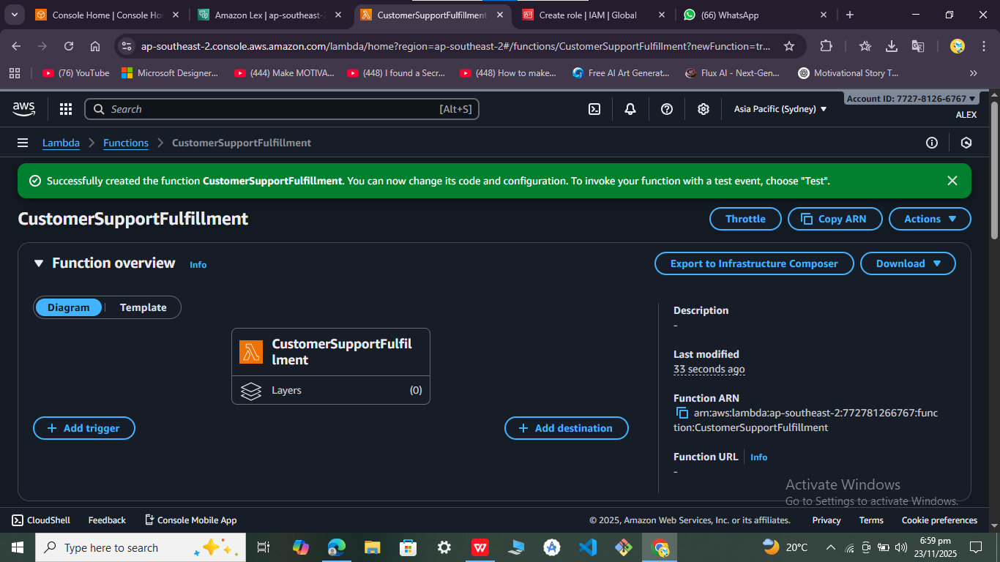 Console Home | Console Ho
Amazon Lex | ap-southeast-2
CustomerSupportFulfillment
Create role | IAM | Global
(66) WhatsApp
ap-southeast-2.console.aws.amazon.com/lambda/home?region=ap-southeast-2#/functions/CustomerSupportFulfillment?newFunction=tr...
(76) YouTube
Microsoft Designer...
(444) Make MOTIVA...
(448) I found a Secr...
(448) How to make...
Free AI Art Generat...
Flux AI - Next-Gen...
Motivational Story T...
aws
Search
[Alt+S]
Asia Pacific (Sydney)
Account ID: 7727-8126-6767
ALEX
Lambda
Functions
CustomerSupportFulfillment
Successfully created the function CustomerSupportFulfillment. You can now change its code and configuration. To invoke your function with a test event, choose "Test".
CustomerSupportFulfillment
Throttle
Copy ARN
Actions
Function overview
Info
Export to Infrastructure Composer
Download
Diagram
Template
CustomerSupportFulfil
lment
Layers
(0)
Add trigger
Add destination
Description
-
Last modified
33 seconds ago
Function ARN
arn:aws:lambda:ap-southeast-2:772781266767:func
tion:CustomerSupportFulfillment
Function URL
Info
-
Activate Windows
Go to Settings to activate Windows.
CloudShell
Feedback
Console Mobile App
© 2025, Amazon Web Services, Inc. or its affiliates.
Privacy
Terms
Cookie preferences
Type here to search
20°C
6:59 pm
23/11/2025